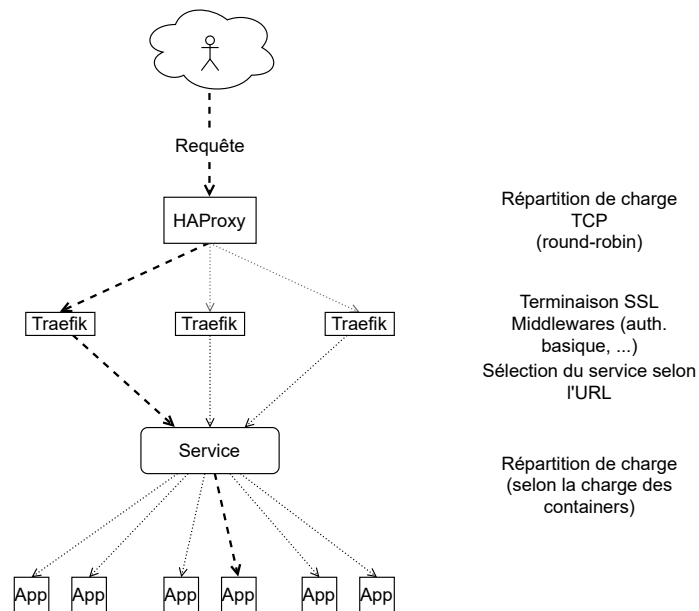 Requête
HAProxy
Répartition de charge
TCP
(round-robin)
Traefik
Traefik
Traefik
Terminaison SSL
Middlewares (auth.
basique, ...)
Sélection du service selon
l'URL
Service
Répartition de charge
(selon la charge des
containers)
App
App
App
App
App
App